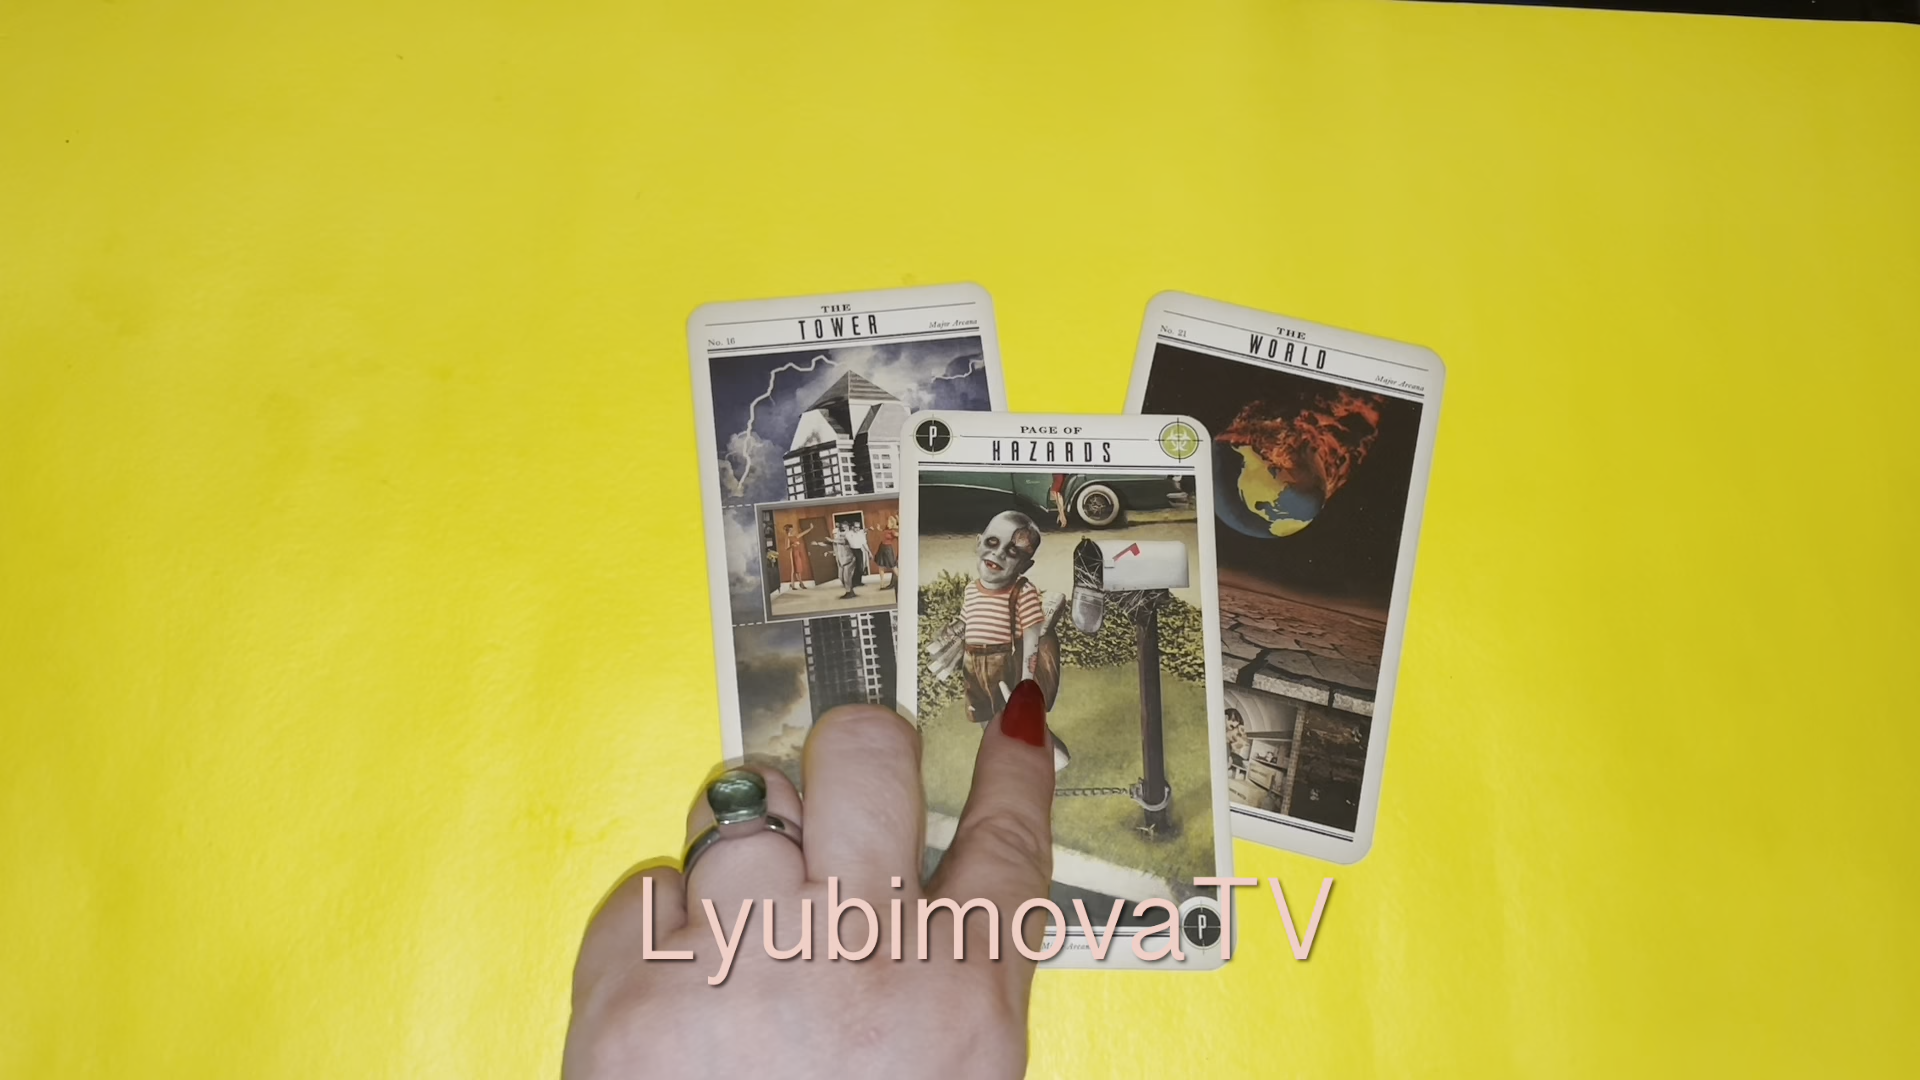 THE
TOWER
No. 16
Major Arcana
THE
No. 21
WORLD
Major Arcana
P
PAGE OF
HAZARDS
P
LyubimovaTV